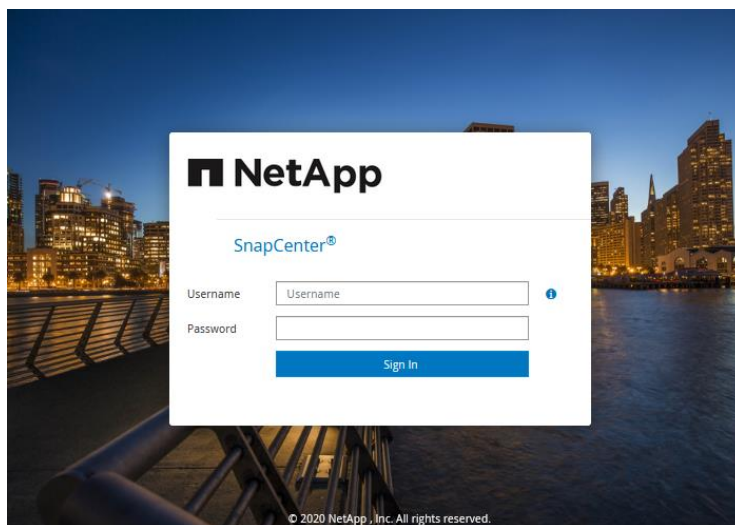 NetApp
SnapCenter®
Username Username
Password
Sign In
© 2020 NetApp , Inc. All rights reserved.